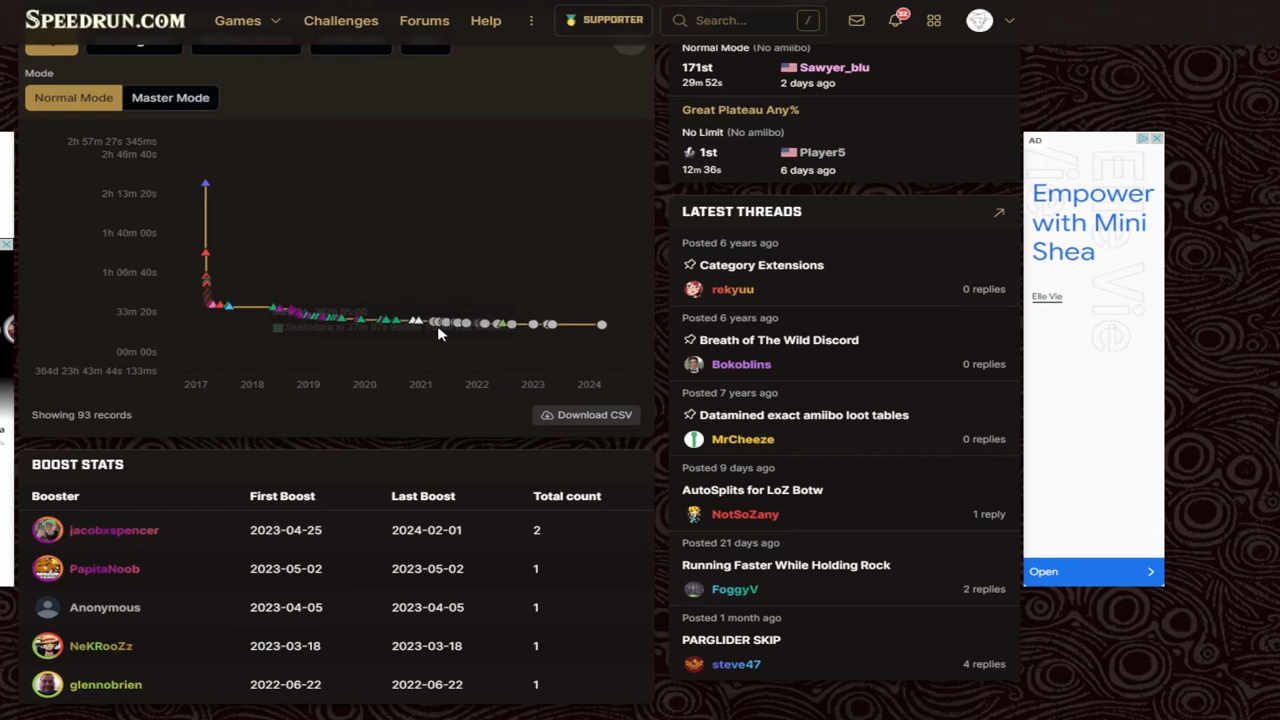 SPEEDRUN.COM
Games
Challenges
Forums
Help
SUPPORTER
Search...
/
22
Mode
Normal Mode
Master Mode
2h 57m 27s 345ms
2h 46m 40s
2h 13m 20s
1h 40m 00s
1h 06m 40s
33m 20s
00m 00s
364d 23h 43m 44s 133ms
2017 2018 2019 2020 2021 2022 2023 2024
Showing 93 records
Download CSV
BOOST STATS
Booster First Boost Last Boost Total count
jacobxspencer 2023-04-25 2024-02-01 2
PapitaNoob 2023-05-02 2023-05-02 1
Anonymous 2023-04-05 2023-04-05 1
NeKRooZz 2023-03-18 2023-03-18 1
glennobrien 2022-06-22 2022-06-22 1
Normal Mode (No amiibo)
171st Sawyer_blu
29m 52s 2 days ago
Great Plateau Any%
No Limit (No amiibo)
1st Player5
12m 36s 6 days ago
LATEST THREADS
Posted 6 years ago
Category Extensions
rekyuu 0 replies
Posted 6 years ago
Breath of The Wild Discord
Bokoblins 0 replies
Posted 7 years ago
Datamined exact amiibo loot tables
MrCheeze 0 replies
Posted 9 days ago
AutoSplits for LoZ Botw
NotSoZany 1 reply
Posted 21 days ago
Running Faster While Holding Rock
FoggyV 2 replies
Posted 1 month ago
PARGLIDER SKIP
steve47 4 replies
AD
Elle Vie
Empower
with Mini
Shea
Elle Vie
Open